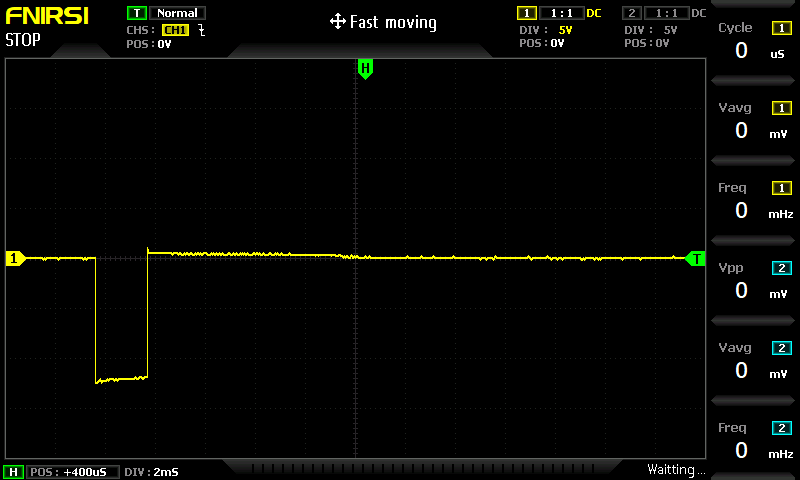 FNIRSI
STOP
T Normal
CHS: CH1
POS:0V
Fast moving
1 1:1 DC
DIV: 5V
POS:0V
2 1:1 DC
DIV: 5V
POS:0V
H
1
T
Cycle 1
0 uS
Vavg 1
0 mV
Freq 1
0 mHz
Vpp 2
0 mV
Vavg 2
0 mV
Freq 2
0 mHz
H POS: +400uS DIV:2mS
Waitting...